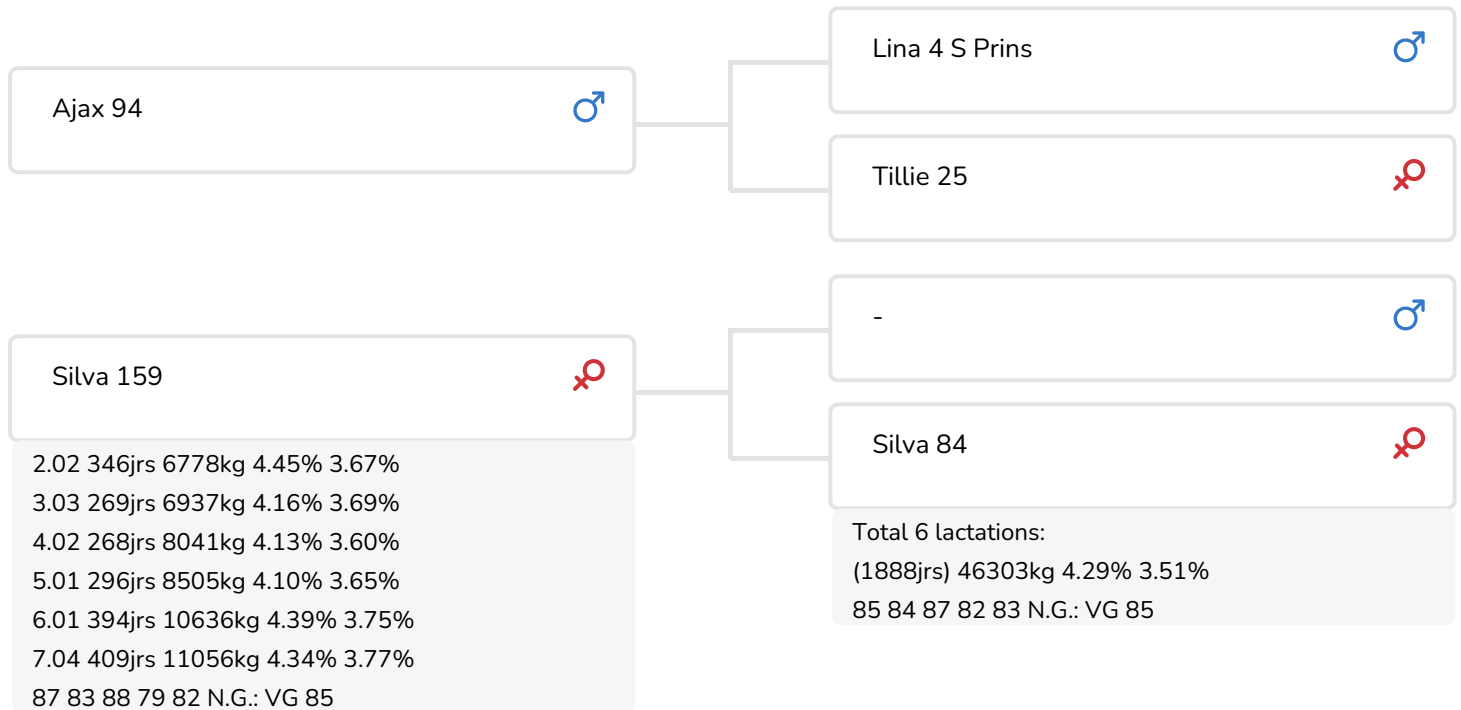 Ajax 94
Lina 4 S Prins
Tillie 25
Silva 159
2.02 346jrs 6778kg 4.45% 3.67%
3.03 269jrs 6937kg 4.16% 3.69%
4.02 268jrs 8041kg 4.13% 3.60%
5.01 296jrs 8505kg 4.10% 3.65%
6.01 394jrs 10636kg 4.39% 3.75%
7.04 409jrs 11056kg 4.34% 3.77%
87 83 88 79 82 N.G.: VG 85
-
Silva 84
Total 6 lactations:
(1888jrs) 46303kg 4.29% 3.51%
85 84 87 82 83 N.G.: VG 85